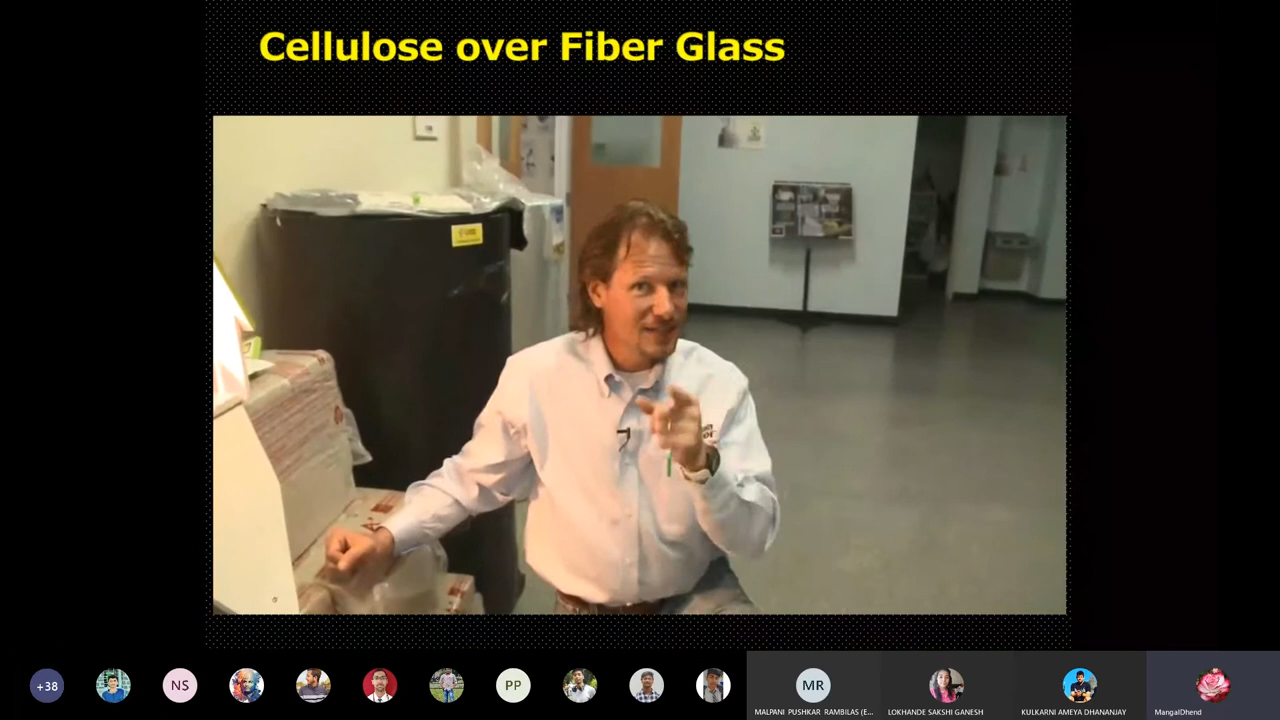 Cellulose over Fiber Glass
+38
NS
PP
MR
MALPANI PUSHKAR RAMBILAS (E...
LOKHANDE SAKSHI GANESH
KULKARNI AMEYA DHANANJAY
MangalDhend